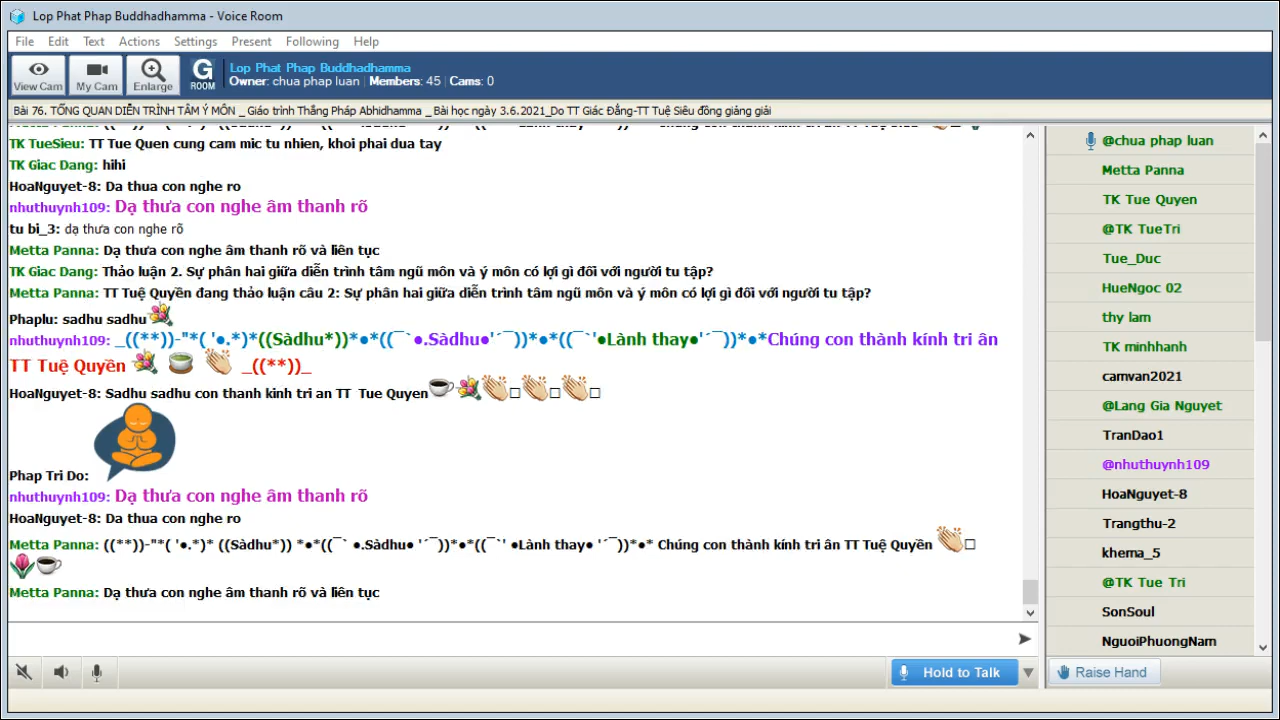 Lop Phat Phap Buddhadhamma - Voice Room
File Edit Text Actions Settings Present Following Help
View Cam My Cam Enlarge G ROOM
Lop Phat Phap Buddhadhamma
Owner: chua phap luan | Members: 45 | Cams: 0
Bài 76. TỔNG QUAN DIỄN TRÌNH TÂM Ý MÔN _ Giáo trình Thắng Pháp Abhidhamma _ Bài học ngày 3.6.2021_Do TT Giác Đẳng-TT Tuệ Siêu đồng giảng giải
TK TueSieu: TT Tue Quen cung cam mic tu nhien, khoi phai dua tay
TK Giac Dang: hihi
HoaNguyet-8: Da thua con nghe ro
nhuthuynh109: Dạ thưa con nghe âm thanh rõ
tu bi_3: dạ thưa con nghe rõ
Metta Panna: Dạ thưa con nghe âm thanh rõ và liên tục
TK Giac Dang: Thảo luận 2. Sự phân hai giữa diễn trình tâm ngũ môn và ý môn có lợi gì đối với người tu tập?
Metta Panna: TT Tuệ Quyền đang thảo luận câu 2: Sự phân hai giữa diễn trình tâm ngũ môn và ý môn có lợi gì đối với người tu tập?
Phaplu: sadhu sadhu
nhuthuynh109: _((**))-"*( '●.*)*((Sàdhu*))*●*((¯`●.Sàdhu●'´¯))*●*((¯`'●Lành thay●'´¯))*●*Chúng con thành kính tri ân
TT Tuệ Quyền _((**))_
HoaNguyet-8: Sadhu sadhu con thanh kinh tri an TT Tue Quyen
Phap Tri Do:
nhuthuynh109: Dạ thưa con nghe âm thanh rõ
HoaNguyet-8: Da thua con nghe ro
Metta Panna: ((**))-"*( '●.*)* ((Sàdhu*)) *●*((¯` ●.Sàdhu● '´¯))*●*((¯`' ●Lành thay● '´¯))*●* Chúng con thành kính tri ân TT Tuệ Quyền
Metta Panna: Dạ thưa con nghe âm thanh rõ và liên tục
Hold to Talk
@chua phap luan
Metta Panna
TK Tue Quyen
@TK TueTri
Tue_Duc
HueNgoc 02
thy lam
TK minhhanh
camvan2021
@Lang Gia Nguyet
TranDao1
@nhuthuynh109
HoaNguyet-8
Trangthu-2
khema_5
@TK Tue Tri
SonSoul
NguoiPhuongNam
Raise Hand